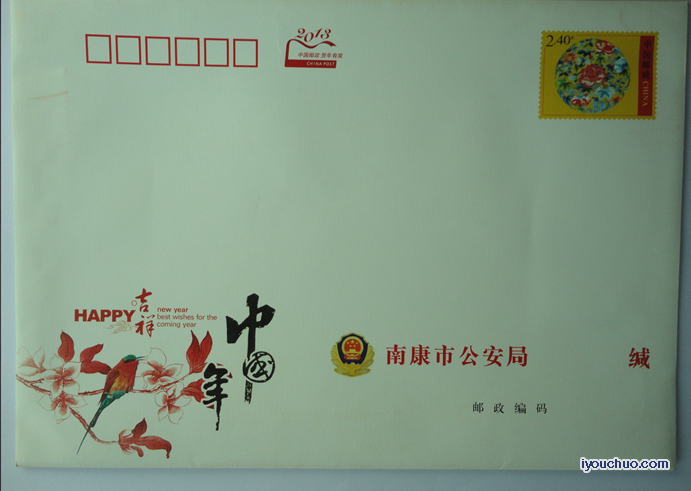 2013
中国邮政 贺年有奖
CHINA POST
2.40元
中国邮政
CHINA
HAPPY
吉祥
new year
best wishes for the
coming year
中国年
南康市公安局
缄
邮政编码
iyouchuo.com